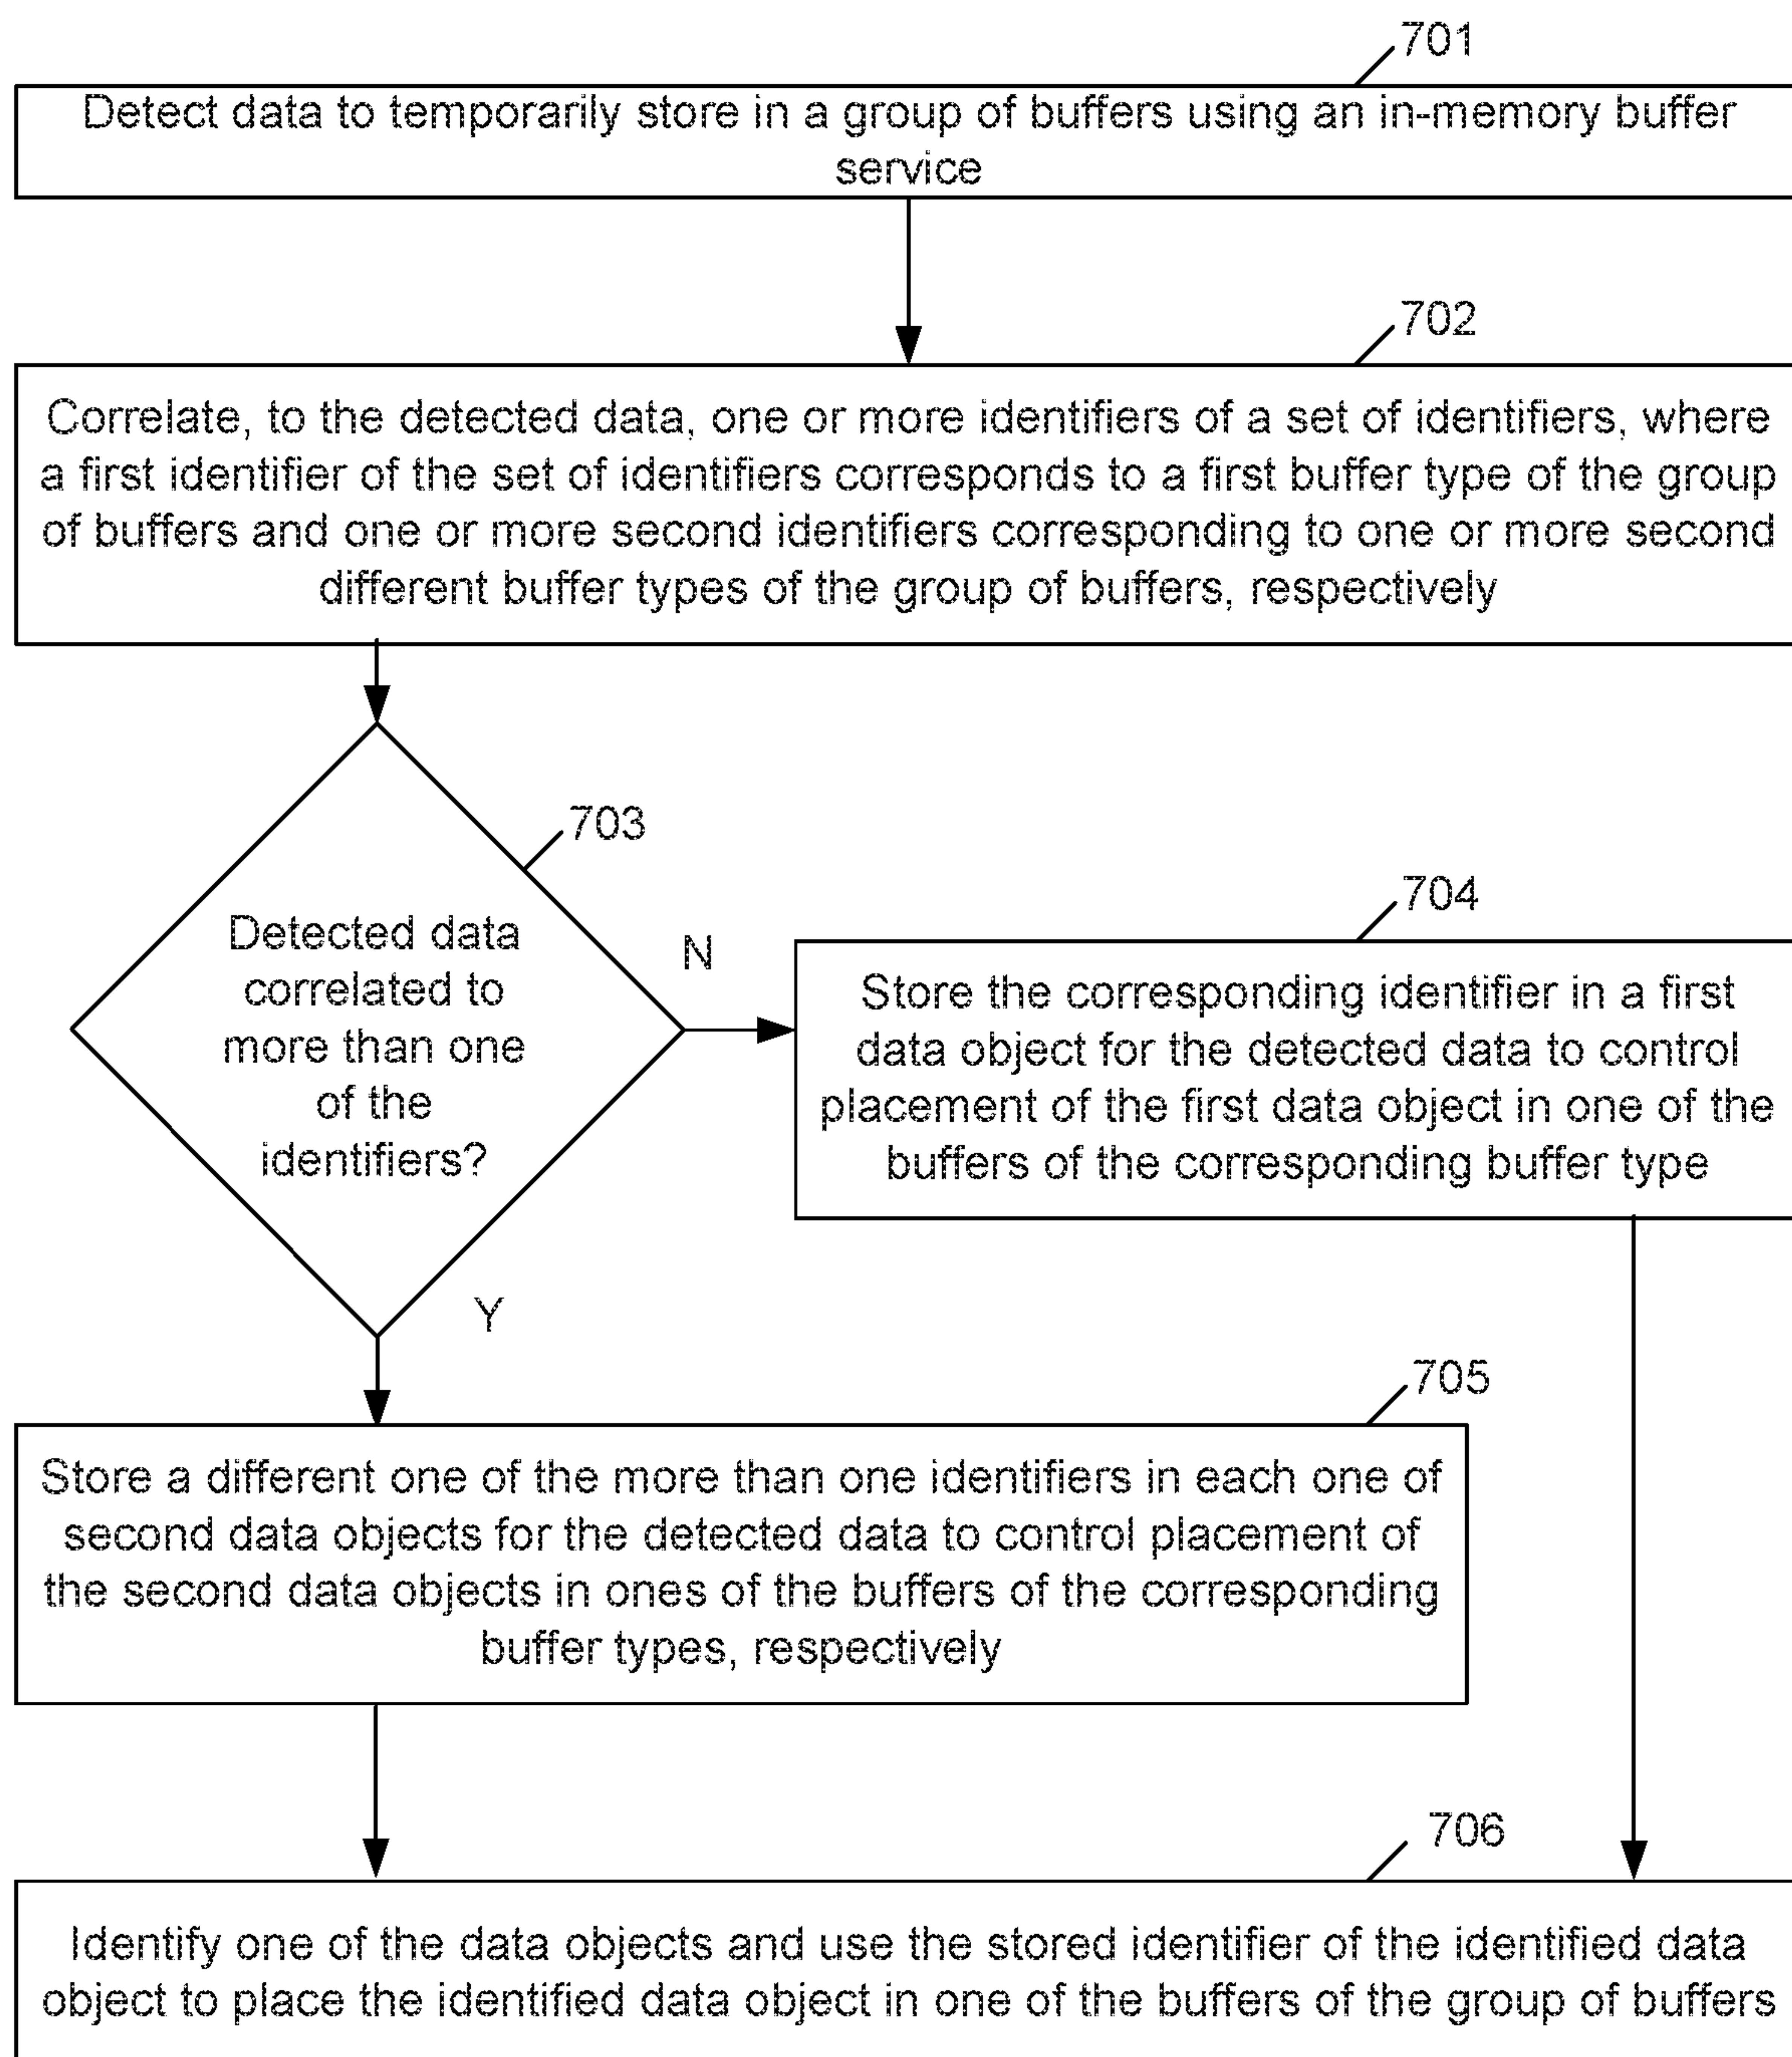 701
Detect data to temporarily store in a group of buffers using an in-memory buffer
service
702
Correlate, to the detected data, one or more identifiers of a set of identifiers, where
a first identifier of the set of identifiers corresponds to a first buffer type of the group
of buffers and one or more second identifiers corresponding to one or more second
different buffer types of the group of buffers, respectively
703
Detected data
correlated to
more than one
of the
identifiers?
N
Y
704
Store the corresponding identifier in a first
data object for the detected data to control
placement of the first data object in one of the
buffers of the corresponding buffer type
705
Store a different one of the more than one identifiers in each one of
second data objects for the detected data to control placement of
the second data objects in ones of the buffers of the corresponding
buffer types, respectively
706
Identify one of the data objects and use the stored identifier of the identified data
object to place the identified data object in one of the buffers of the group of buffers